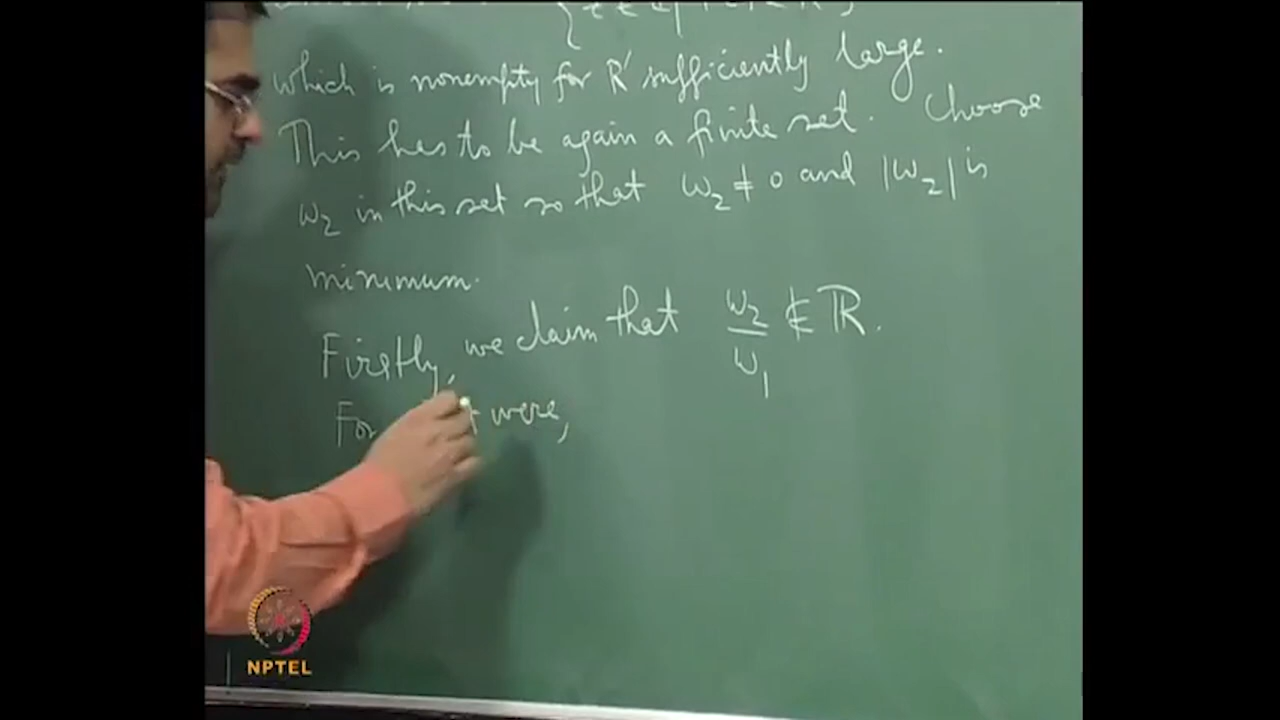 which is nonempty for R' sufficiently large.
This has to be again a finite set. Choose
ω₂ in this set so that ω₂ ≠ 0 and |ω₂| is
minimum.
Firstly, we claim that ω₂/ω₁ ∉ ℝ.
For were,
NPTEL